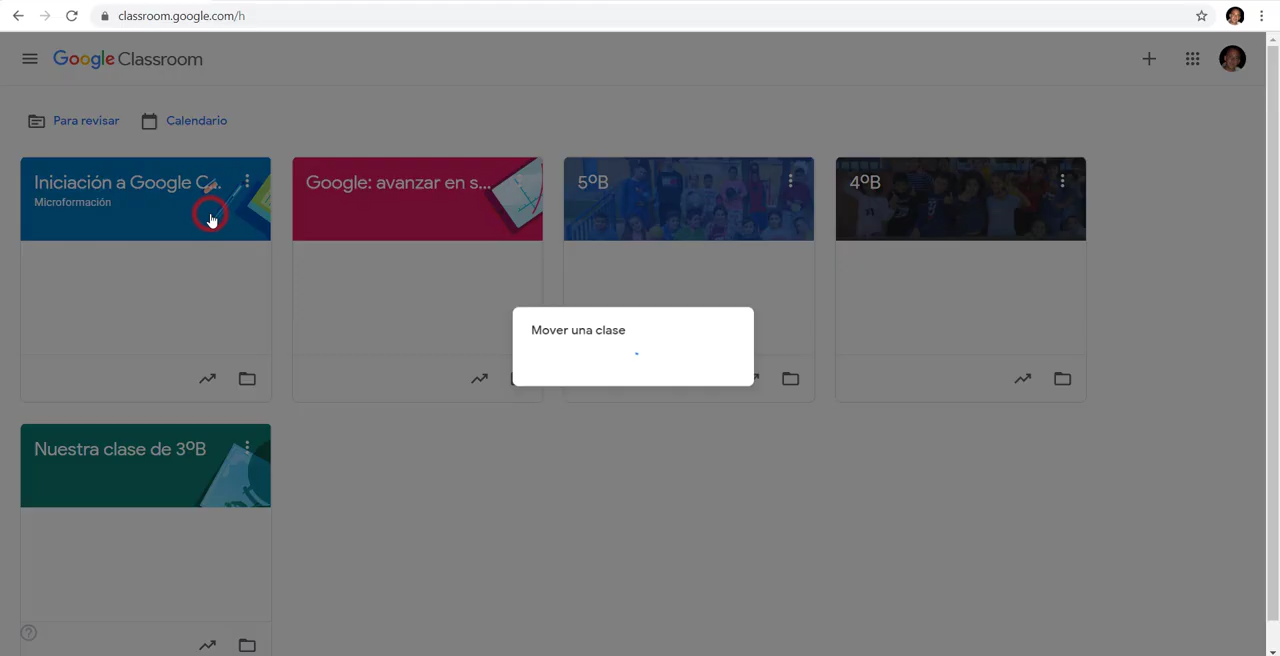 classroom.google.com/h
Google Classroom
Para revisar
Calendario
Iniciación a Google C...
Microformación
Google: avanzar en s...
5ºB
4ºB
Mover una clase
Nuestra clase de 3ºB